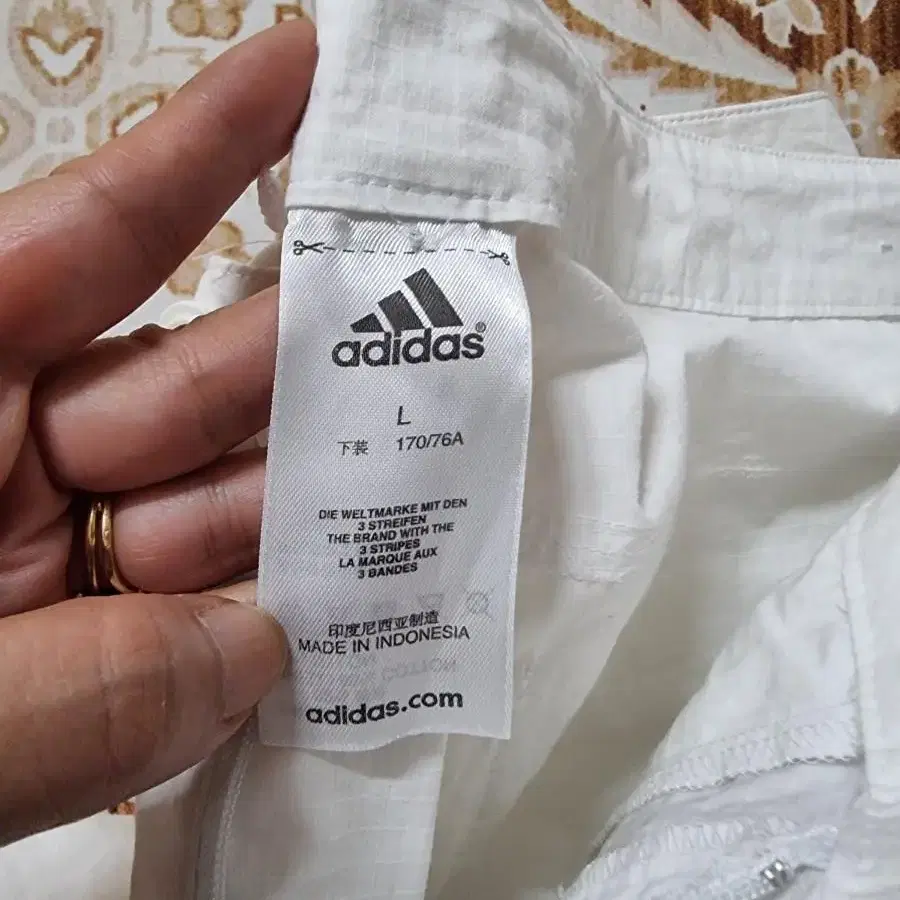 adidas®
L
下装 170/76A
DIE WELTMARKE MIT DEN
3 STREIFEN
THE BRAND WITH THE
3 STRIPES
LA MARQUE AUX
3 BANDES
印度尼西亚制造
MADE IN INDONESIA
adidas.com